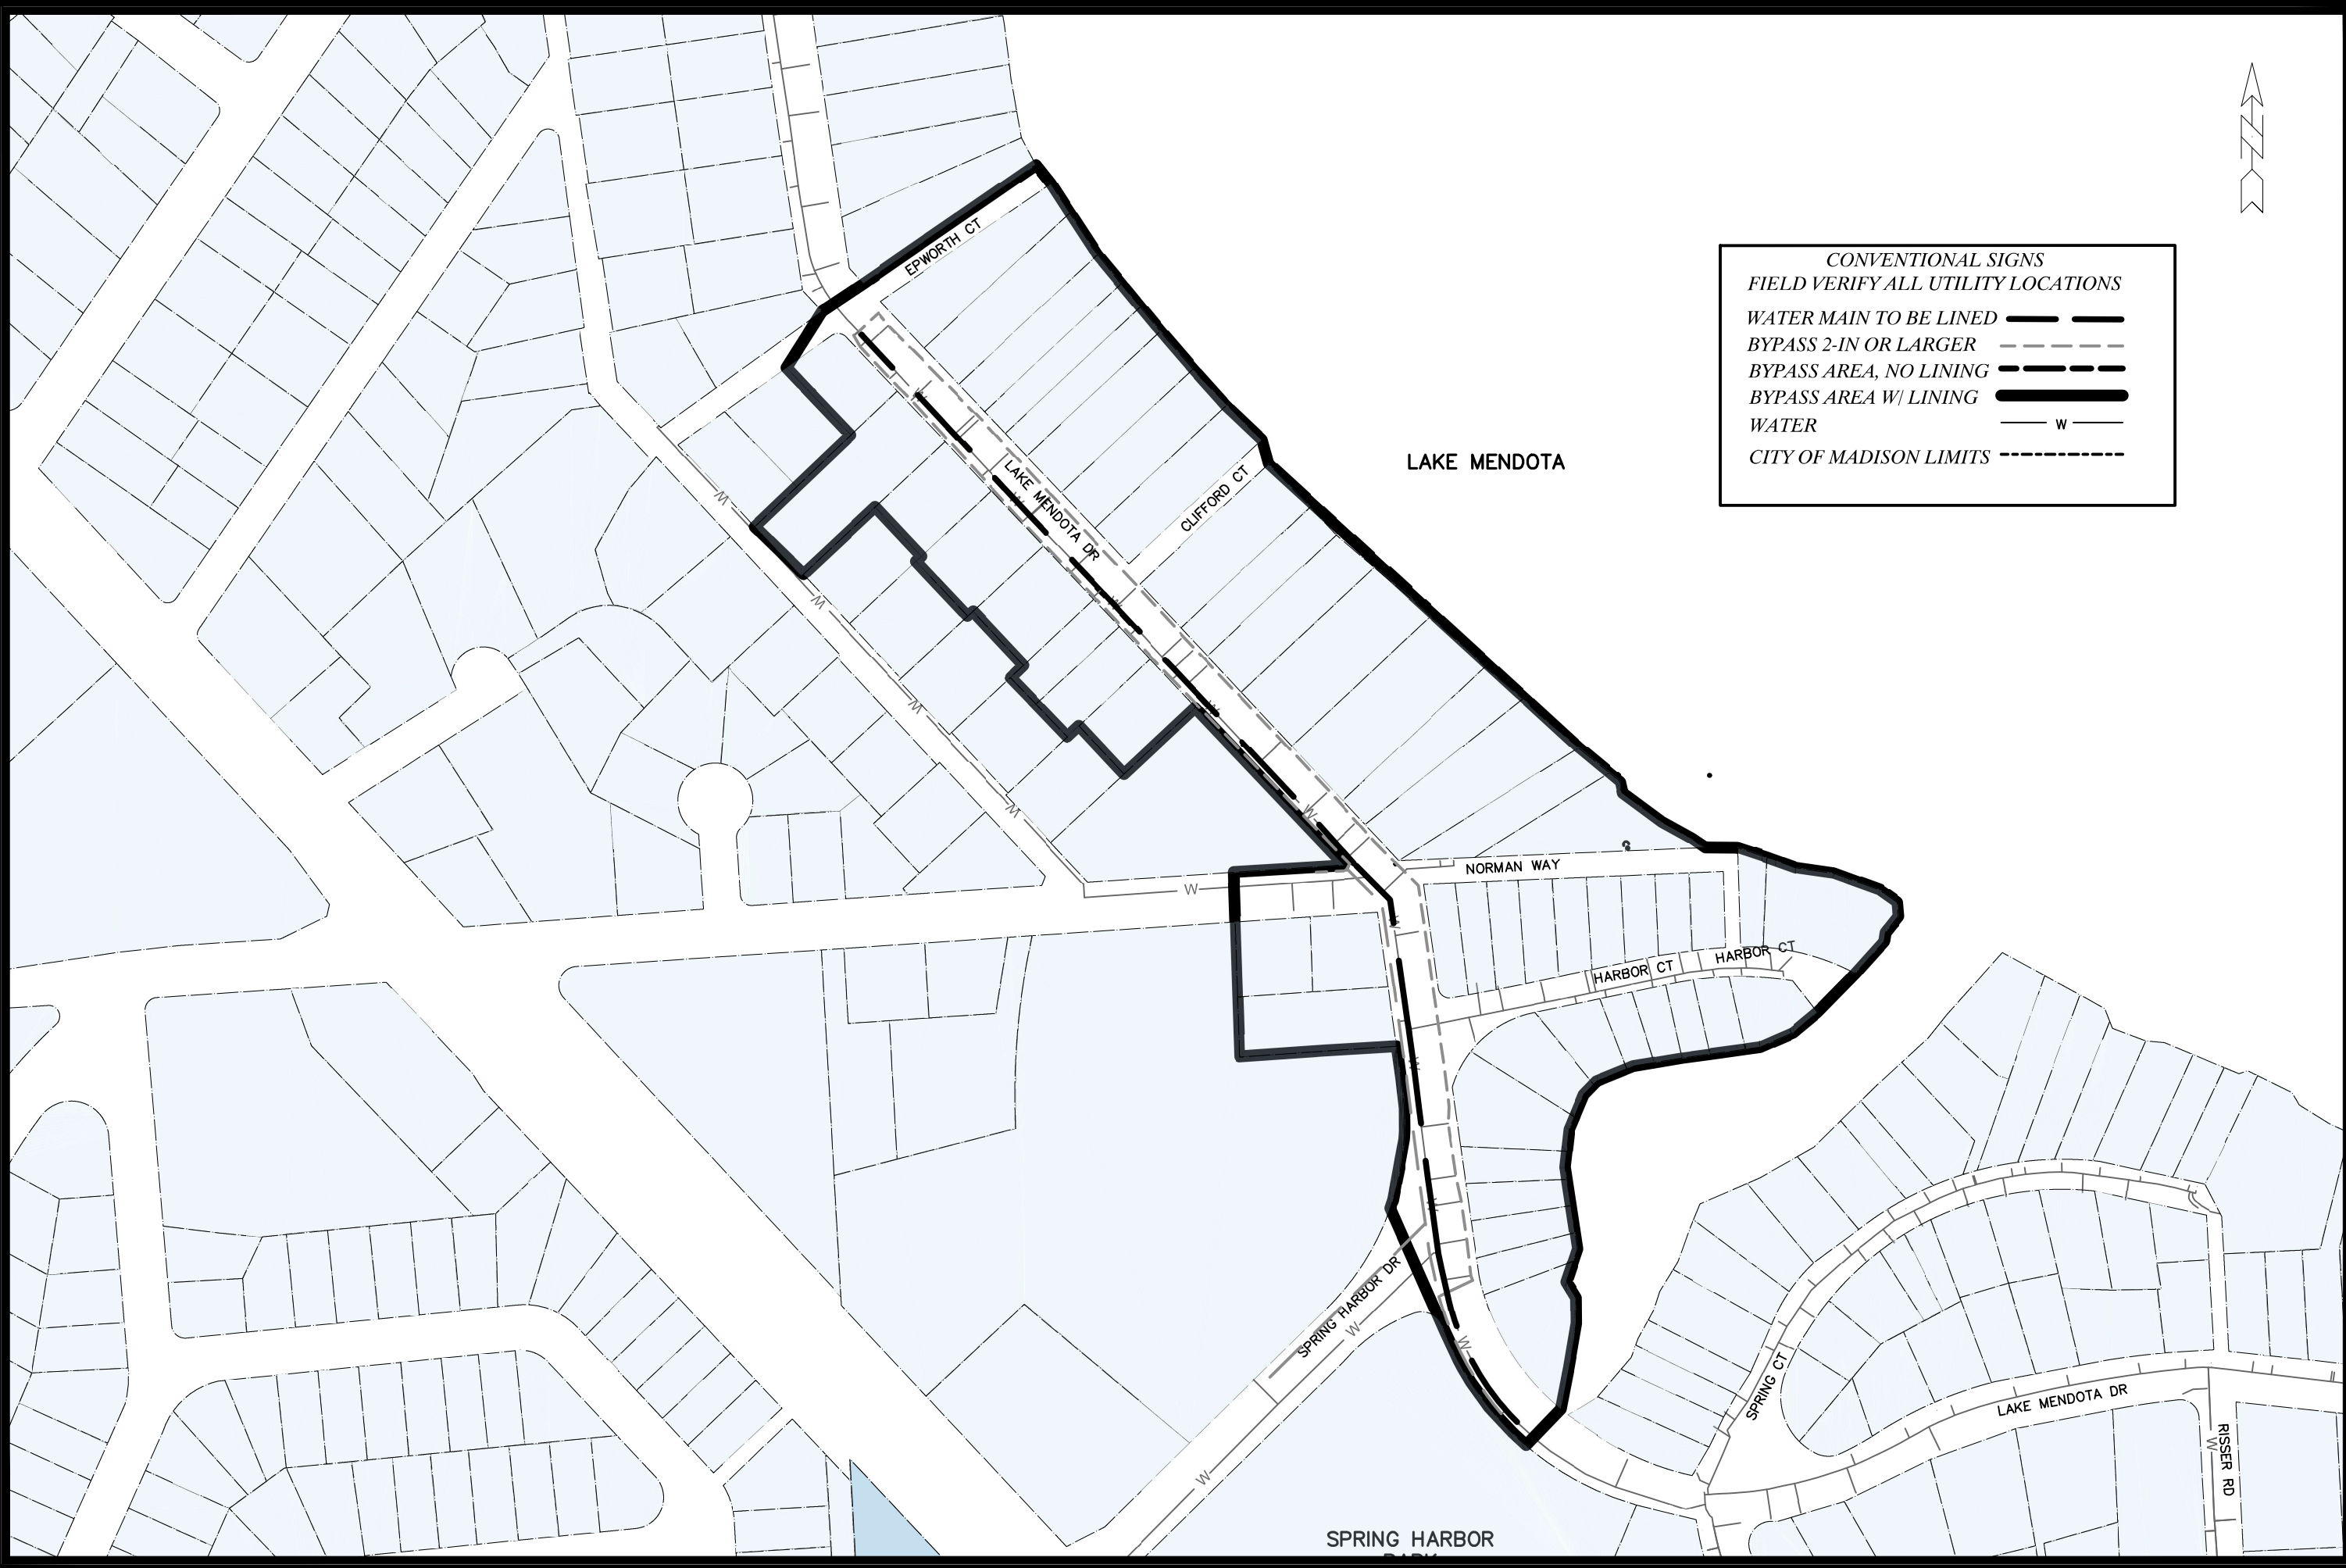 N
EPWORTH CT
CONVENTIONAL SIGNS
FIELD VERIFY ALL UTILITY LOCATIONS
WATER MAIN TO BE LINED
BYPASS 2-IN OR LARGER
BYPASS AREA, NO LINING
BYPASS AREA W/ LINING
WATER W
CITY OF MADISON LIMITS
LAKE MENDOTA
LAKE MENDOTA DR
CLIFFORD CT
W
W
W
W
W
W
W
NORMAN WAY
W
HARBOR CT
HARBOR CT
W
W
W
SPRING HARBOR DR
W
W
SPRING CT
LAKE MENDOTA DR
RISSER RD
W
W
SPRING HARBOR